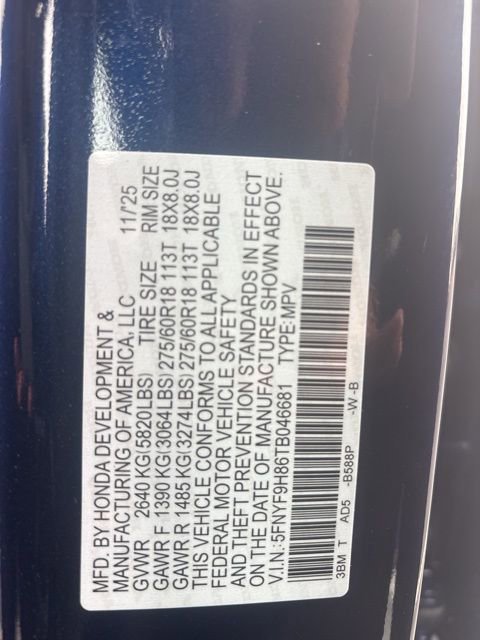 MFD. BY HONDA DEVELOPMENT &
MANUFACTURING OF AMERICA, LLC 11/25
GVWR 2640 KG(5820LBS) TIRE SIZE RIM SIZE
GAWR F 1390 KG(3064LBS) 275/60R18 113T 18X8.0J
GAWR R 1485 KG(3274LBS) 275/60R18 113T 18X8.0J
THIS VEHICLE CONFORMS TO ALL APPLICABLE
FEDERAL MOTOR VEHICLE SAFETY
AND THEFT PREVENTION STANDARDS IN EFFECT
ON THE DATE OF MANUFACTURE SHOWN ABOVE.
V.I.N.:5FNYF9H86TB046681 TYPE:MPV
3BM T AD5 -B588P -W -B